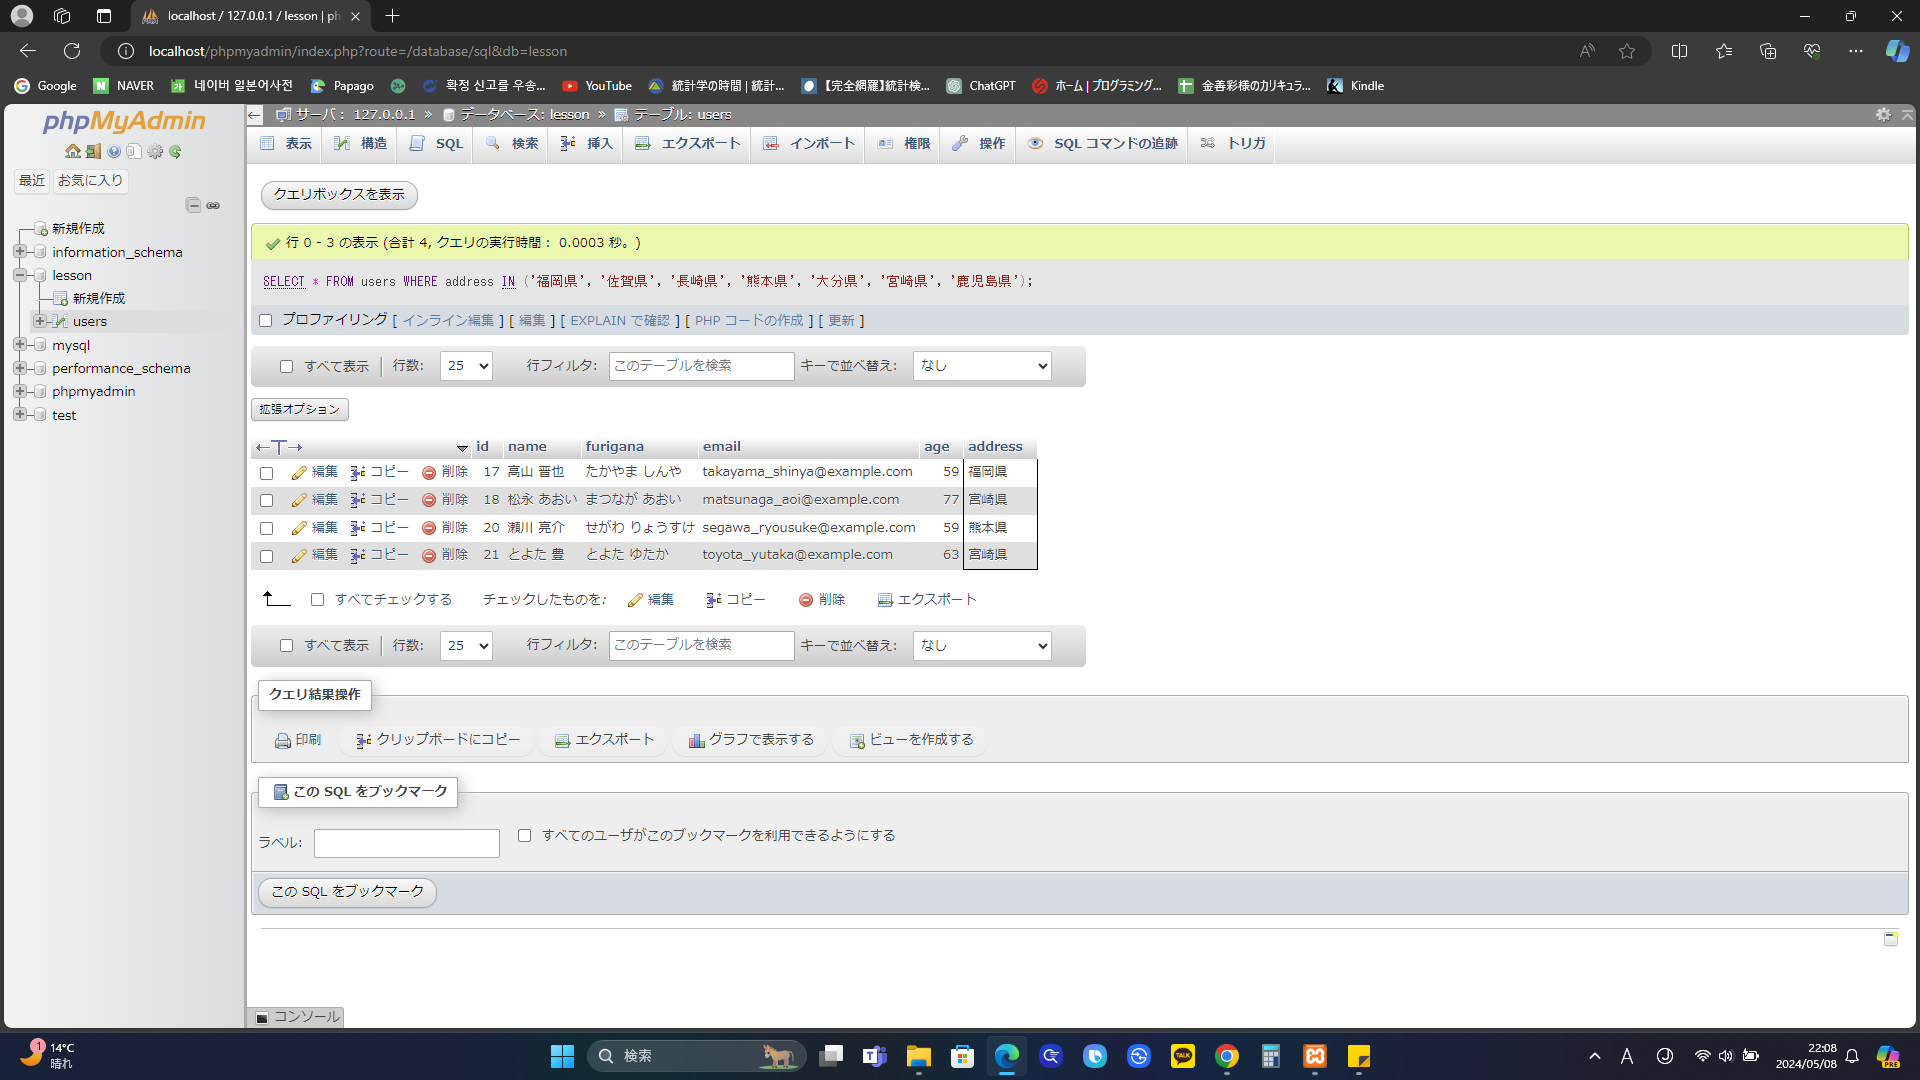 localhost / 127.0.0.1 / lesson | ph
localhost/phpmyadmin/index.php?route=/database/sql&db=lesson
Google NAVER 네이버 일본어사전 Papago 확정 신고를 우송... YouTube 統計学の時間 | 統計... 【完全網羅】統計検... ChatGPT ホーム | プログラミング... 金善彩様のカリキュラ... Kindle
phpMyAdmin
最近 お気に入り
新規作成
information_schema
lesson
新規作成
users
mysql
performance_schema
phpmyadmin
test
サーバ: 127.0.0.1 » データベース: lesson » テーブル: users
表示 構造 SQL 検索 挿入 エクスポート インポート 権限 操作 SQL コマンドの追跡 トリガ
クエリボックスを表示
行 0 - 3 の表示 (合計 4, クエリの実行時間: 0.0003 秒。)
SELECT * FROM users WHERE address IN ('福岡県', '佐賀県', '長崎県', '熊本県', '大分県', '宮崎県', '鹿児島県');
プロファイリング [ インライン編集 ] [ 編集 ] [ EXPLAIN で確認 ] [ PHP コードの作成 ] [ 更新 ]
すべて表示 行数: 25 行フィルタ: このテーブルを検索 キーで並べ替え: なし
拡張オプション
←T→ id name furigana email age address
編集 コピー 削除 17 高山 晋也 たかやま しんや takayama_shinya@example.com 59 福岡県
編集 コピー 削除 18 松永 あおい まつなが あおい matsunaga_aoi@example.com 77 宮崎県
編集 コピー 削除 20 瀬川 亮介 せがわ りょうすけ segawa_ryousuke@example.com 59 熊本県
編集 コピー 削除 21 とよた 豊 とよた ゆたか toyota_yutaka@example.com 63 宮崎県
すべてチェックする チェックしたものを: 編集 コピー 削除 エクスポート
すべて表示 行数: 25 行フィルタ: このテーブルを検索 キーで並べ替え: なし
クエリ結果操作
印刷 クリップボードにコピー エクスポート グラフで表示する ビューを作成する
この SQL をブックマーク
ラベル: すべてのユーザがこのブックマークを利用できるようにする
この SQL をブックマーク
コンソール
1 14°C
晴れ
検索
TALK
PRE
A
22:08
2024/05/08